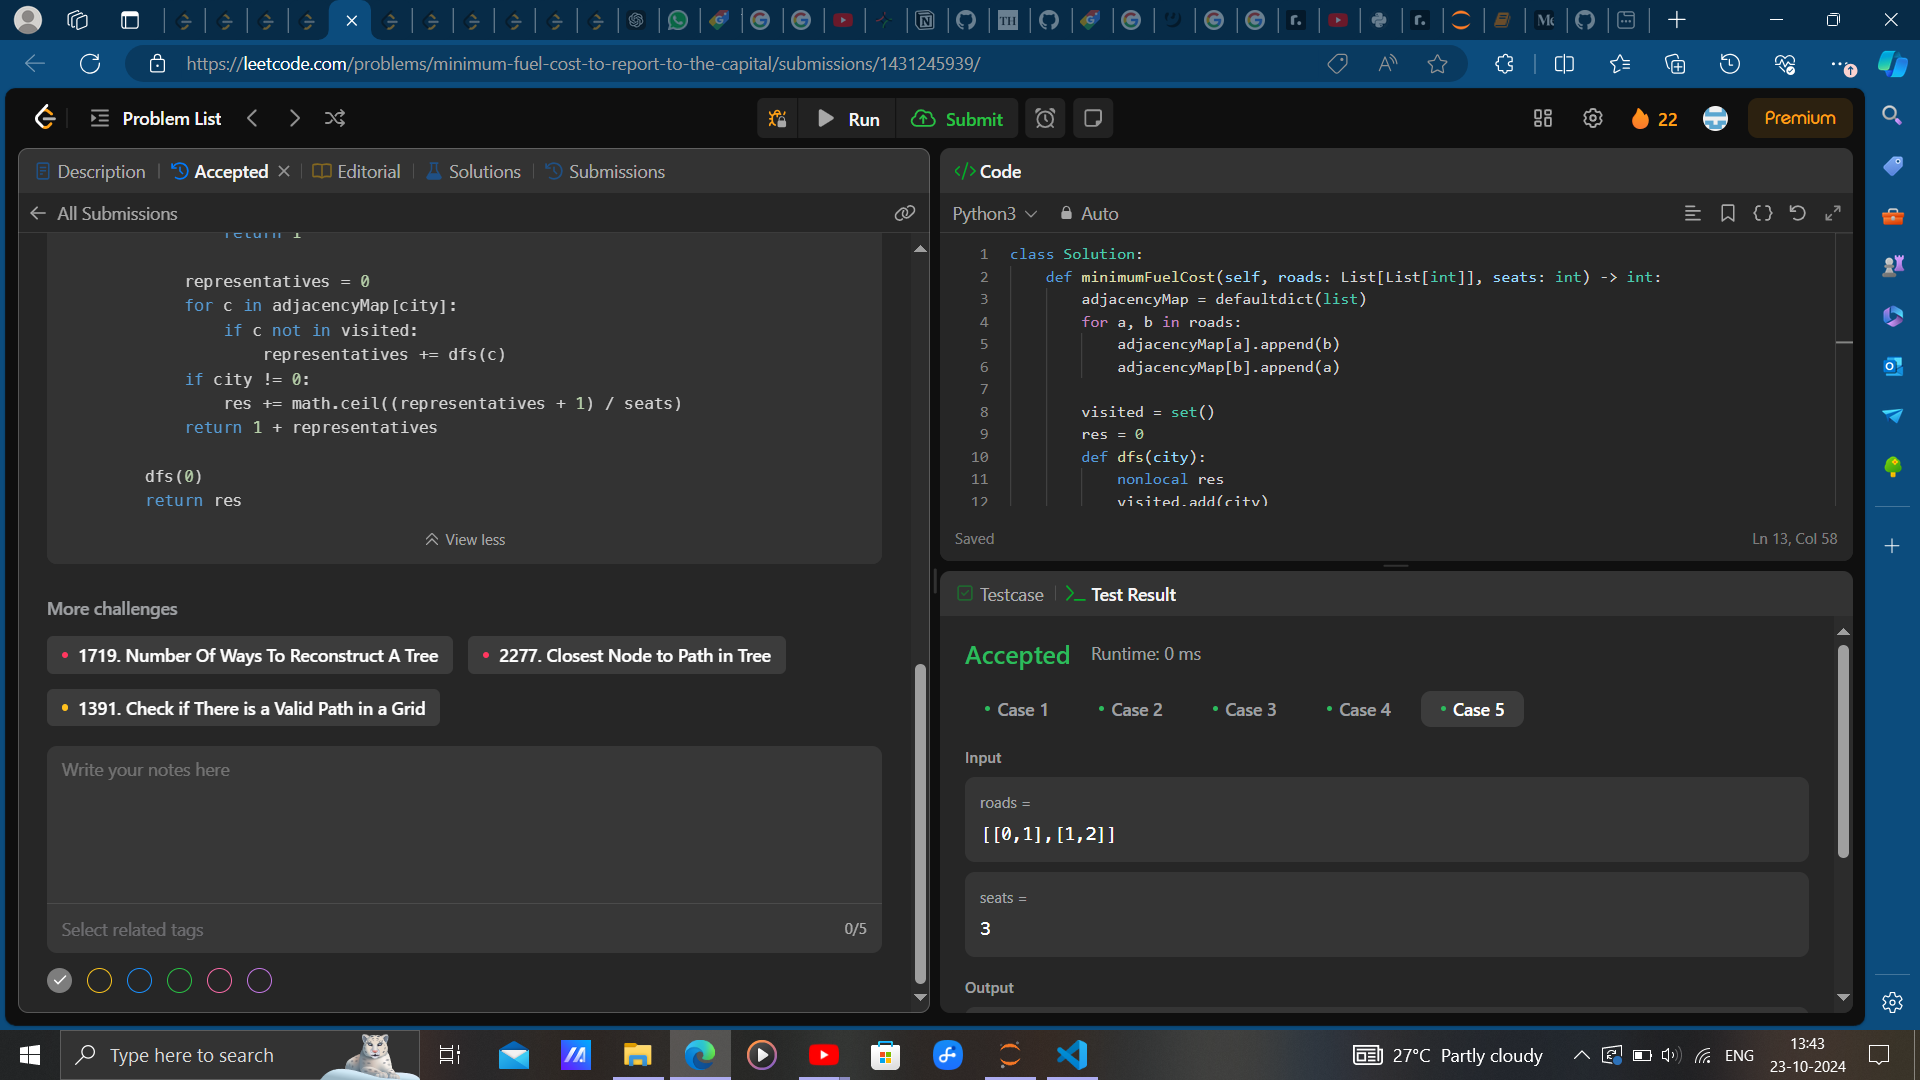 https://leetcode.com/problems/minimum-fuel-cost-to-report-to-the-capital/submissions/1431245939/
Problem List
Run
Submit
22
Premium
Description
Accepted
Editorial
Solutions
Submissions
All Submissions
representatives = 0
for c in adjacencyMap[city]:
if c not in visited:
representatives += dfs(c)
if city != 0:
res += math.ceil((representatives + 1) / seats)
return 1 + representatives
dfs(0)
return res
View less
More challenges
1719. Number Of Ways To Reconstruct A Tree
2277. Closest Node to Path in Tree
1391. Check if There is a Valid Path in a Grid
Write your notes here
Select related tags
0/5
Code
Python3
Auto
1 class Solution:
2 def minimumFuelCost(self, roads: List[List[int]], seats: int) -> int:
3 adjacencyMap = defaultdict(list)
4 for a, b in roads:
5 adjacencyMap[a].append(b)
6 adjacencyMap[b].append(a)
7
8 visited = set()
9 res = 0
10 def dfs(city):
11 nonlocal res
12 visited.add(city)
Saved
Ln 13, Col 58
Testcase
Test Result
Accepted
Runtime: 0 ms
Case 1
Case 2
Case 3
Case 4
Case 5
Input
roads =
[[0,1],[1,2]]
seats =
3
Output
Type here to search
27°C Partly cloudy
ENG
13:43
23-10-2024